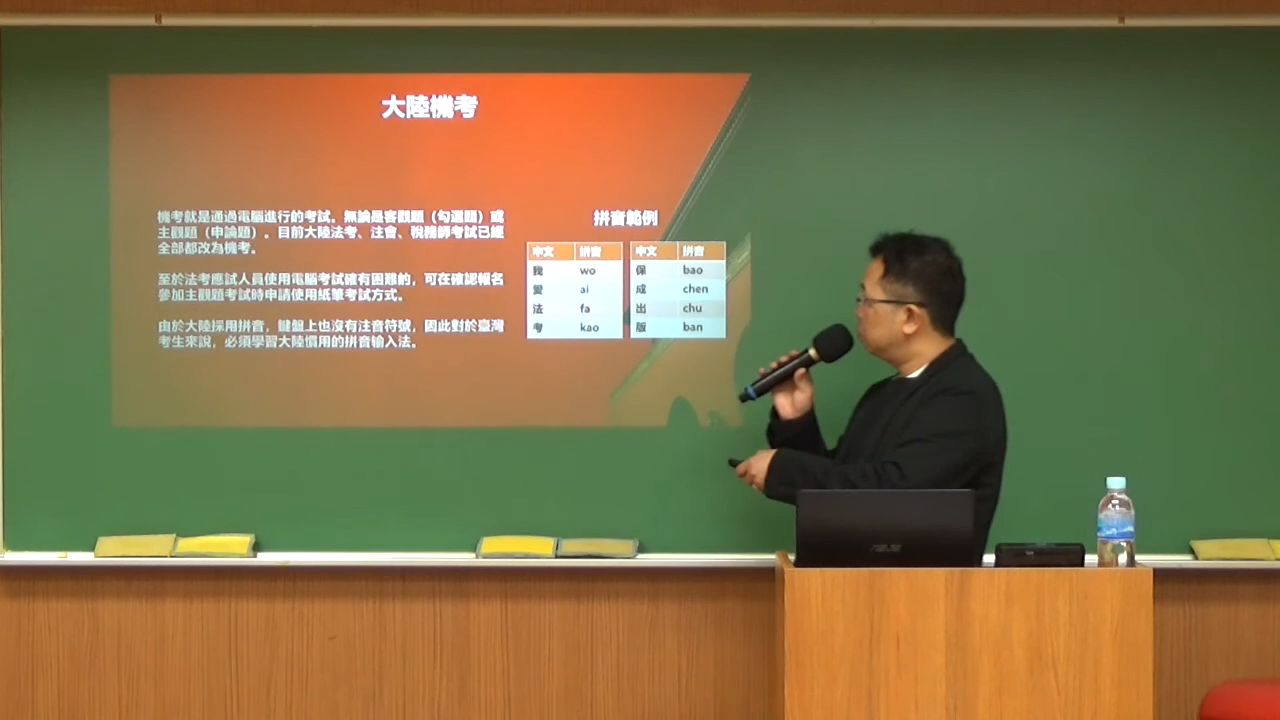 大陸機考
機考就是通過電腦進行的考試。無論是客觀題（勾選題）或
主觀題（申論題）。目前大陸法考、注會、稅務師考試已經
全部都改為機考。
至於法考應試人員使用電腦考試確有困難的，可在確認報名
參加主觀題考試時申請使用紙筆考試方式。
由於大陸採用拼音，鍵盤上也沒有注音符號，因此對於臺灣
考生來說，必須學習大陸慣用的拼音輸入法。
拼音範例
中文 拼音 中文 拼音
我 wo 保 bao
愛 ai 成 chen
法 fa 出 chu
考 kao 版 ban
ASUS